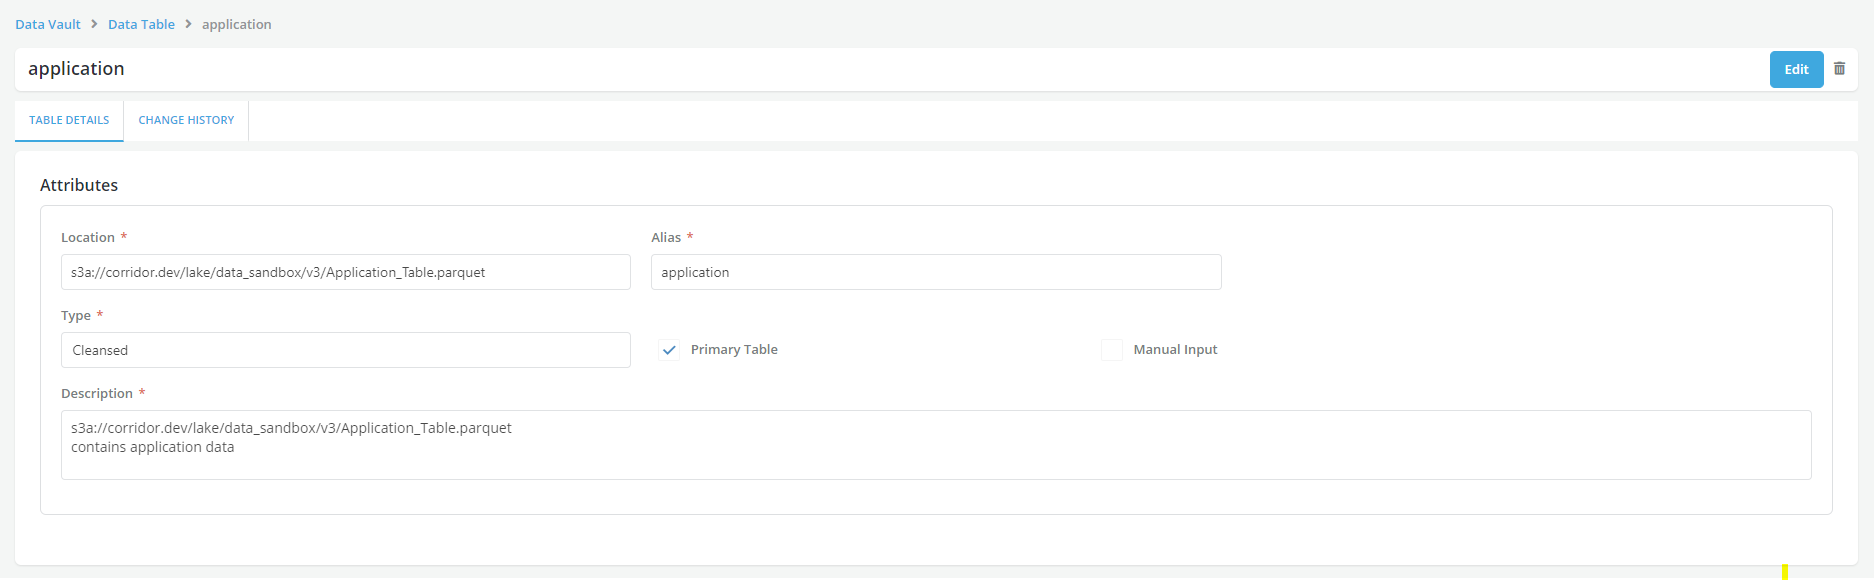 Data Vault > Data Table > application
application
Edit
TABLE DETAILS
CHANGE HISTORY
Attributes
Location *
Alias *
s3a://corridor.dev/lake/data_sandbox/v3/Application_Table.parquet
application
Type *
Cleansed
Primary Table
Manual Input
Description *
s3a://corridor.dev/lake/data_sandbox/v3/Application_Table.parquet
contains application data